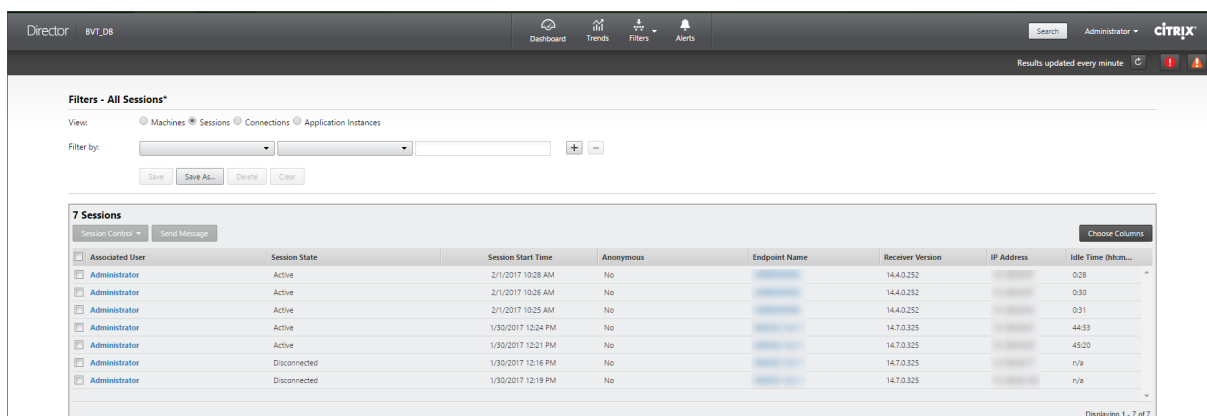 Director BVT_DB Dashboard Trends Filters Alerts Search Administrator CİTRIX
Results updated every minute
Filters - All Sessions*
View: Machines Sessions Connections Application Instances
Filter by:
Save Save As... Delete Clear
7 Sessions
Session Control Send Message Choose Columns
Associated User Session State Session Start Time Anonymous Endpoint Name Receiver Version IP Address Idle Time (hh:m...
Administrator Active 2/1/2017 10:28 AM No 14.4.0.252 0:28
Administrator Active 2/1/2017 10:26 AM No 14.4.0.252 0:30
Administrator Active 2/1/2017 10:25 AM No 14.4.0.252 0:31
Administrator Active 1/30/2017 12:24 PM No 14.7.0.325 44:33
Administrator Active 1/30/2017 12:21 PM No 14.7.0.325 45:20
Administrator Disconnected 1/30/2017 12:16 PM No 14.7.0.325 n/a
Administrator Disconnected 1/30/2017 12:19 PM No 14.7.0.325 n/a
Displaying 1 - 7 of 7